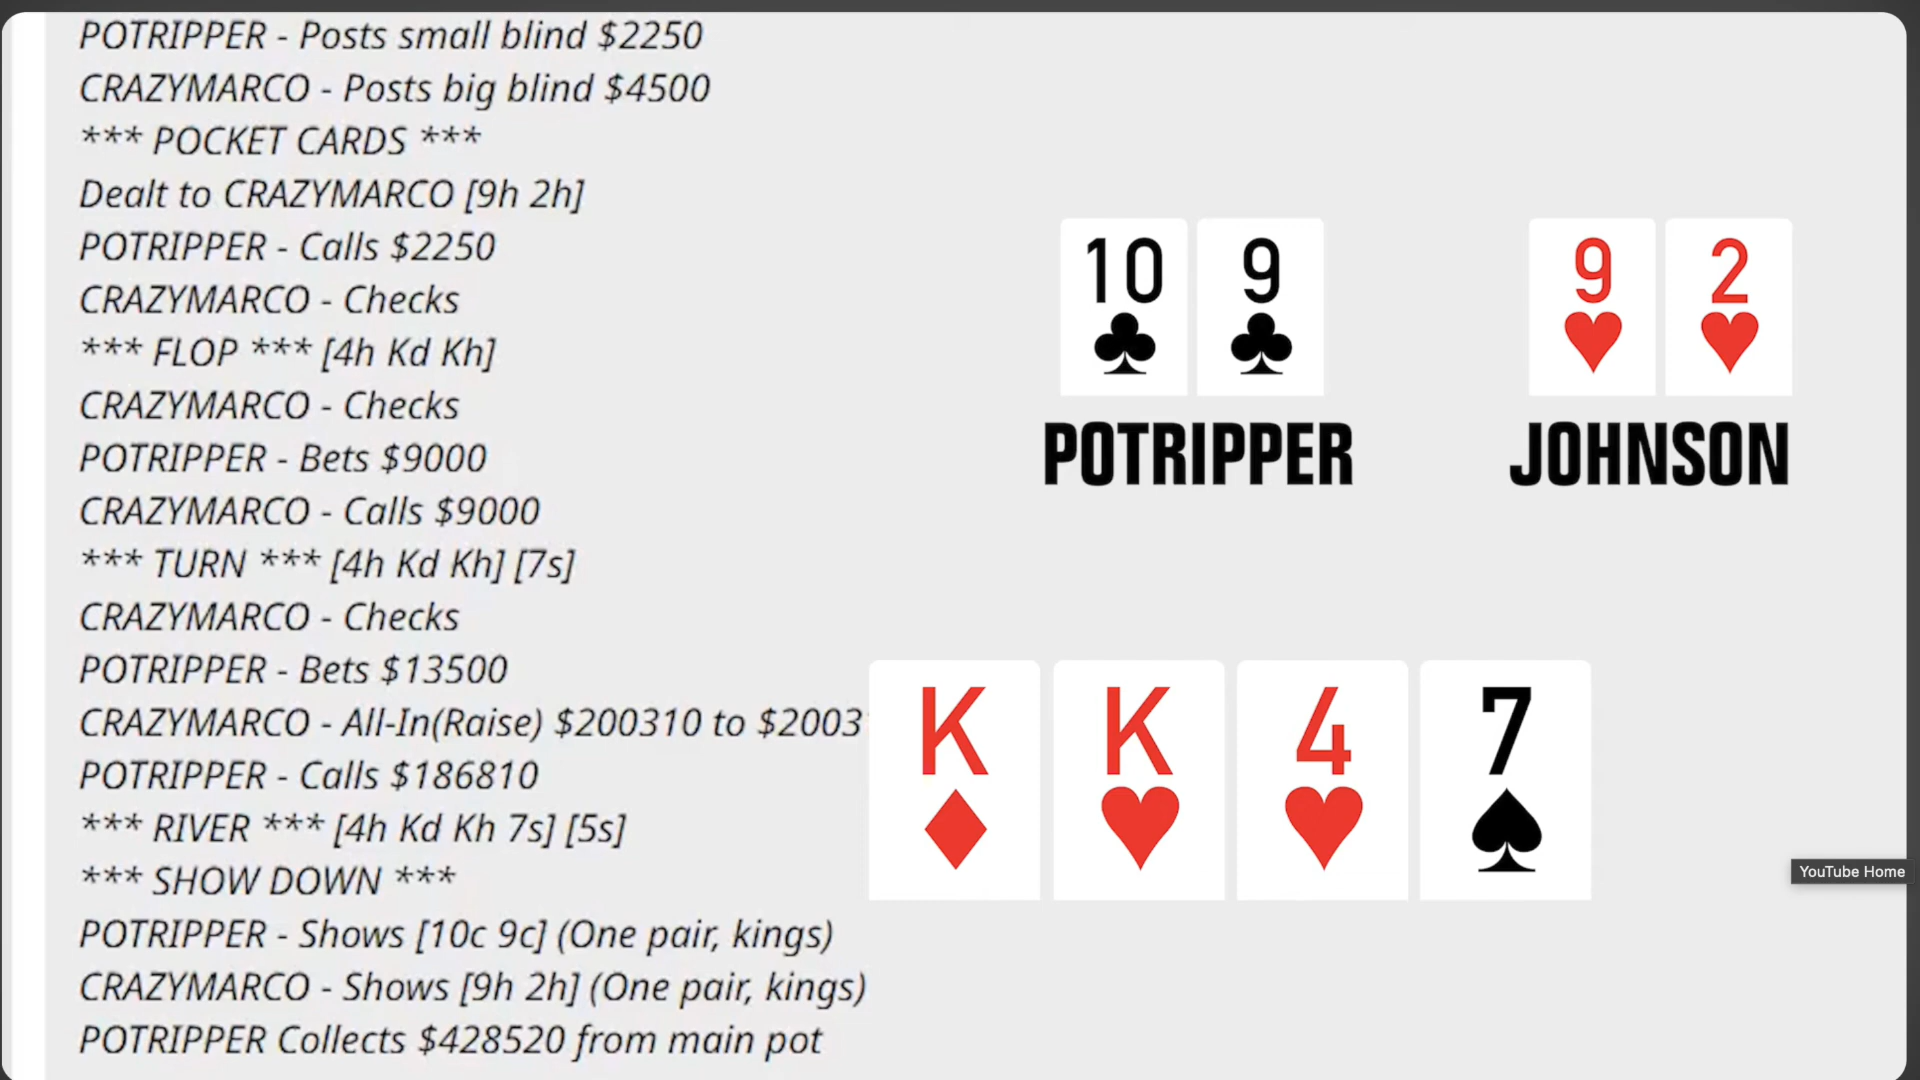 POTRIPPER - Posts small blind $2250
CRAZYMARCO - Posts big blind $4500
*** POCKET CARDS ***
Dealt to CRAZYMARCO [9h 2h]
POTRIPPER - Calls $2250
CRAZYMARCO - Checks
*** FLOP *** [4h Kd Kh]
CRAZYMARCO - Checks
POTRIPPER - Bets $9000
CRAZYMARCO - Calls $9000
*** TURN *** [4h Kd Kh] [7s]
CRAZYMARCO - Checks
POTRIPPER - Bets $13500
CRAZYMARCO - All-In(Raise) $200310 to
POTRIPPER - Calls $186810
*** RIVER *** [4h Kd Kh 7s] [5s]
*** SHOW DOWN ***
POTRIPPER - Shows [10c 9c] (One pair, kings)
CRAZYMARCO - Shows [9h 2h] (One pair, kings)
POTRIPPER Collects $428520 from main pot
10 9
POTRIPPER
9 2
JOHNSON
K K 4 7
YouTube Home